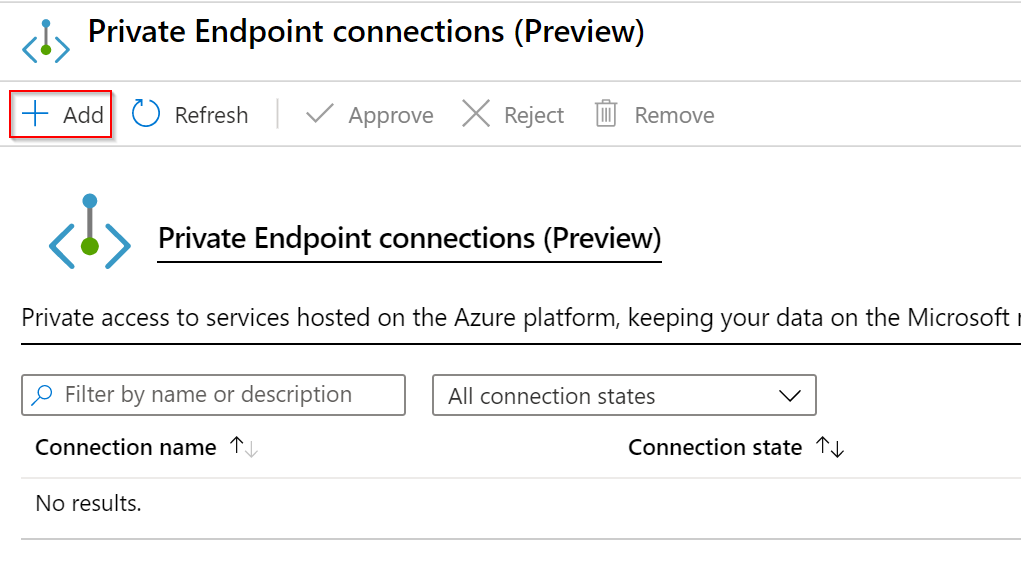 Private Endpoint connections (Preview)
Add Refresh Approve Reject Remove
Private Endpoint connections (Preview)
Private access to services hosted on the Azure platform, keeping your data on the Microsoft
Filter by name or description All connection states
Connection name Connection state
No results.